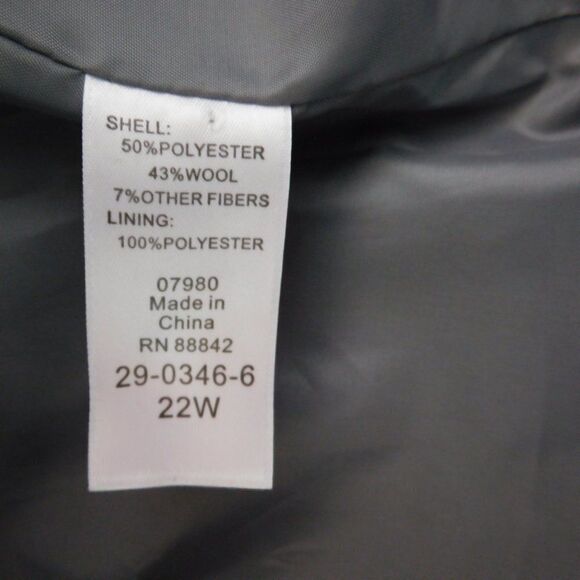 SHELL:
50%POLYESTER
43%WOOL
7%OTHER FIBERS
LINING:
100%POLYESTER
07980
Made in
China
RN 88842
29-0346-6
22W